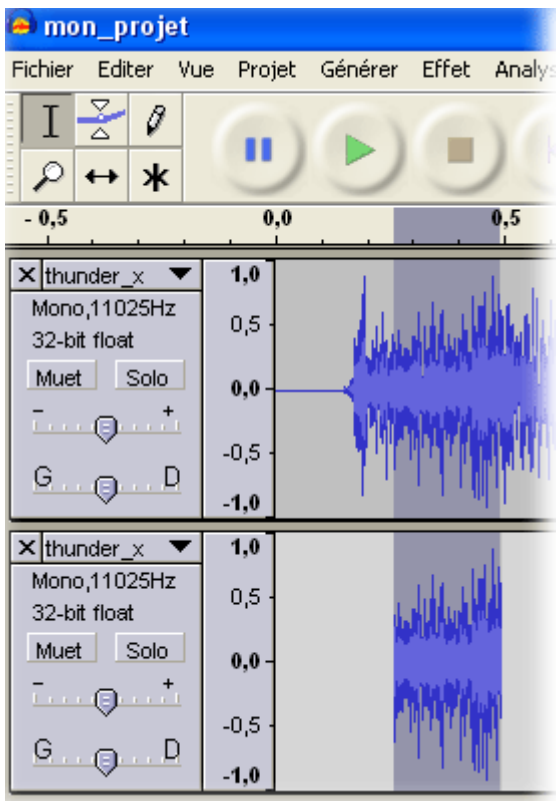 mon_projet
Fichier Editer Vue Projet Générer Effet Analys
- 0,5 0,0 0,5
thunder_x
Mono,11025Hz
32-bit float
Muet Solo
- +
G D
1,0
0,5
0,0
-0,5
-1,0
thunder_x
Mono,11025Hz
32-bit float
Muet Solo
- +
G D
1,0
0,5
0,0
-0,5
-1,0